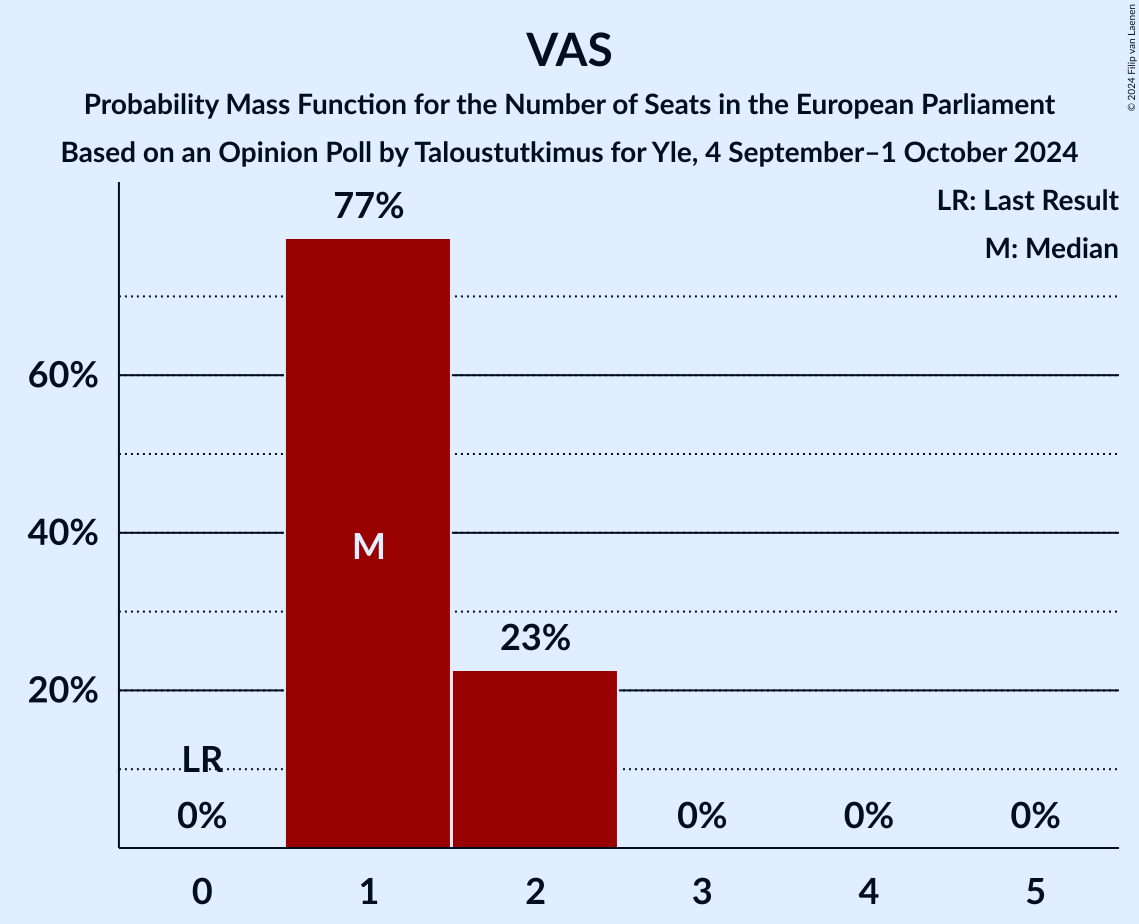 VAS
Probability Mass Function for the Number of Seats in the European Parliament
Based on an Opinion Poll by Taloustutkimus for Yle, 4 September–1 October 2024
© 2024 Filip van Laenen
LR: Last Result
M: Median
77%
60%
40%
M
23%
20%
LR
0%
0%
0%
0%
0
1
2
3
4
5